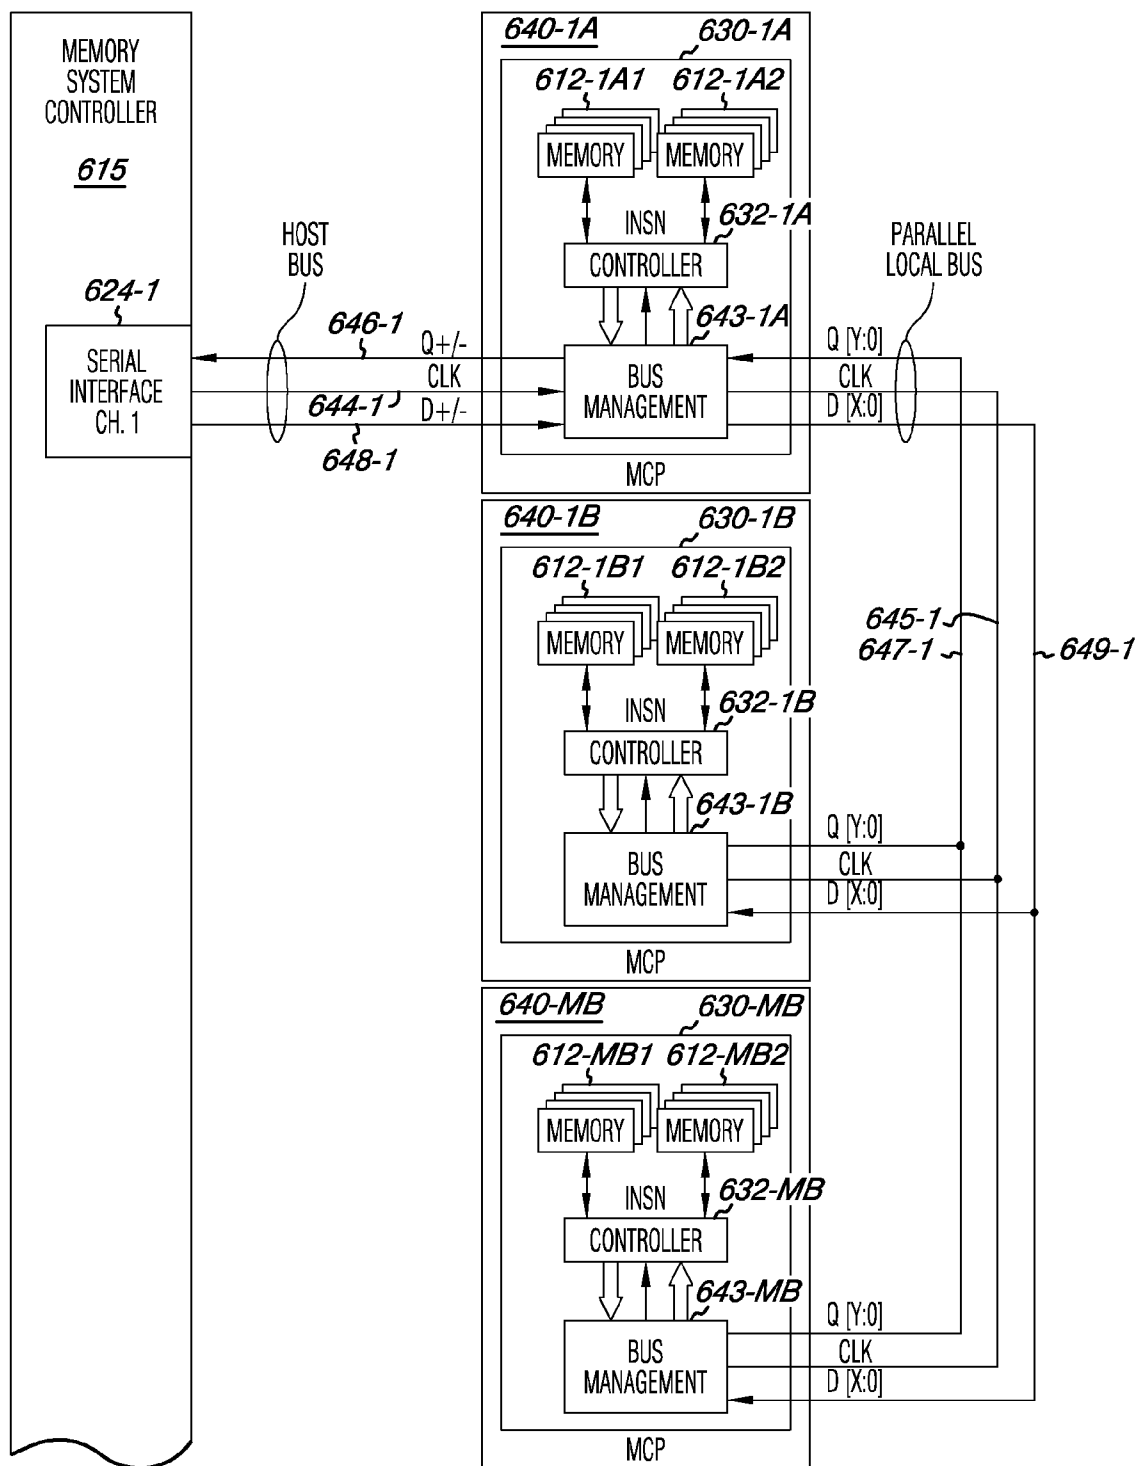 MEMORY
SYSTEM
CONTROLLER
615
624-1
SERIAL
INTERFACE
CH. 1
HOST
BUS
646-1
Q+/-
CLK
644-1
D+/-
648-1
640-1A
630-1A
612-1A1
612-1A2
MEMORY
MEMORY
INSN
632-1A
CONTROLLER
643-1A
BUS
MANAGEMENT
MCP
PARALLEL
LOCAL BUS
Q [Y:0]
CLK
D [X:0]
640-1B
630-1B
612-1B1
612-1B2
MEMORY
MEMORY
INSN
632-1B
CONTROLLER
643-1B
BUS
MANAGEMENT
MCP
645-1
647-1
649-1
Q [Y:0]
CLK
D [X:0]
640-MB
630-MB
612-MB1
612-MB2
MEMORY
MEMORY
INSN
632-MB
CONTROLLER
643-MB
BUS
MANAGEMENT
MCP
Q [Y:0]
CLK
D [X:0]